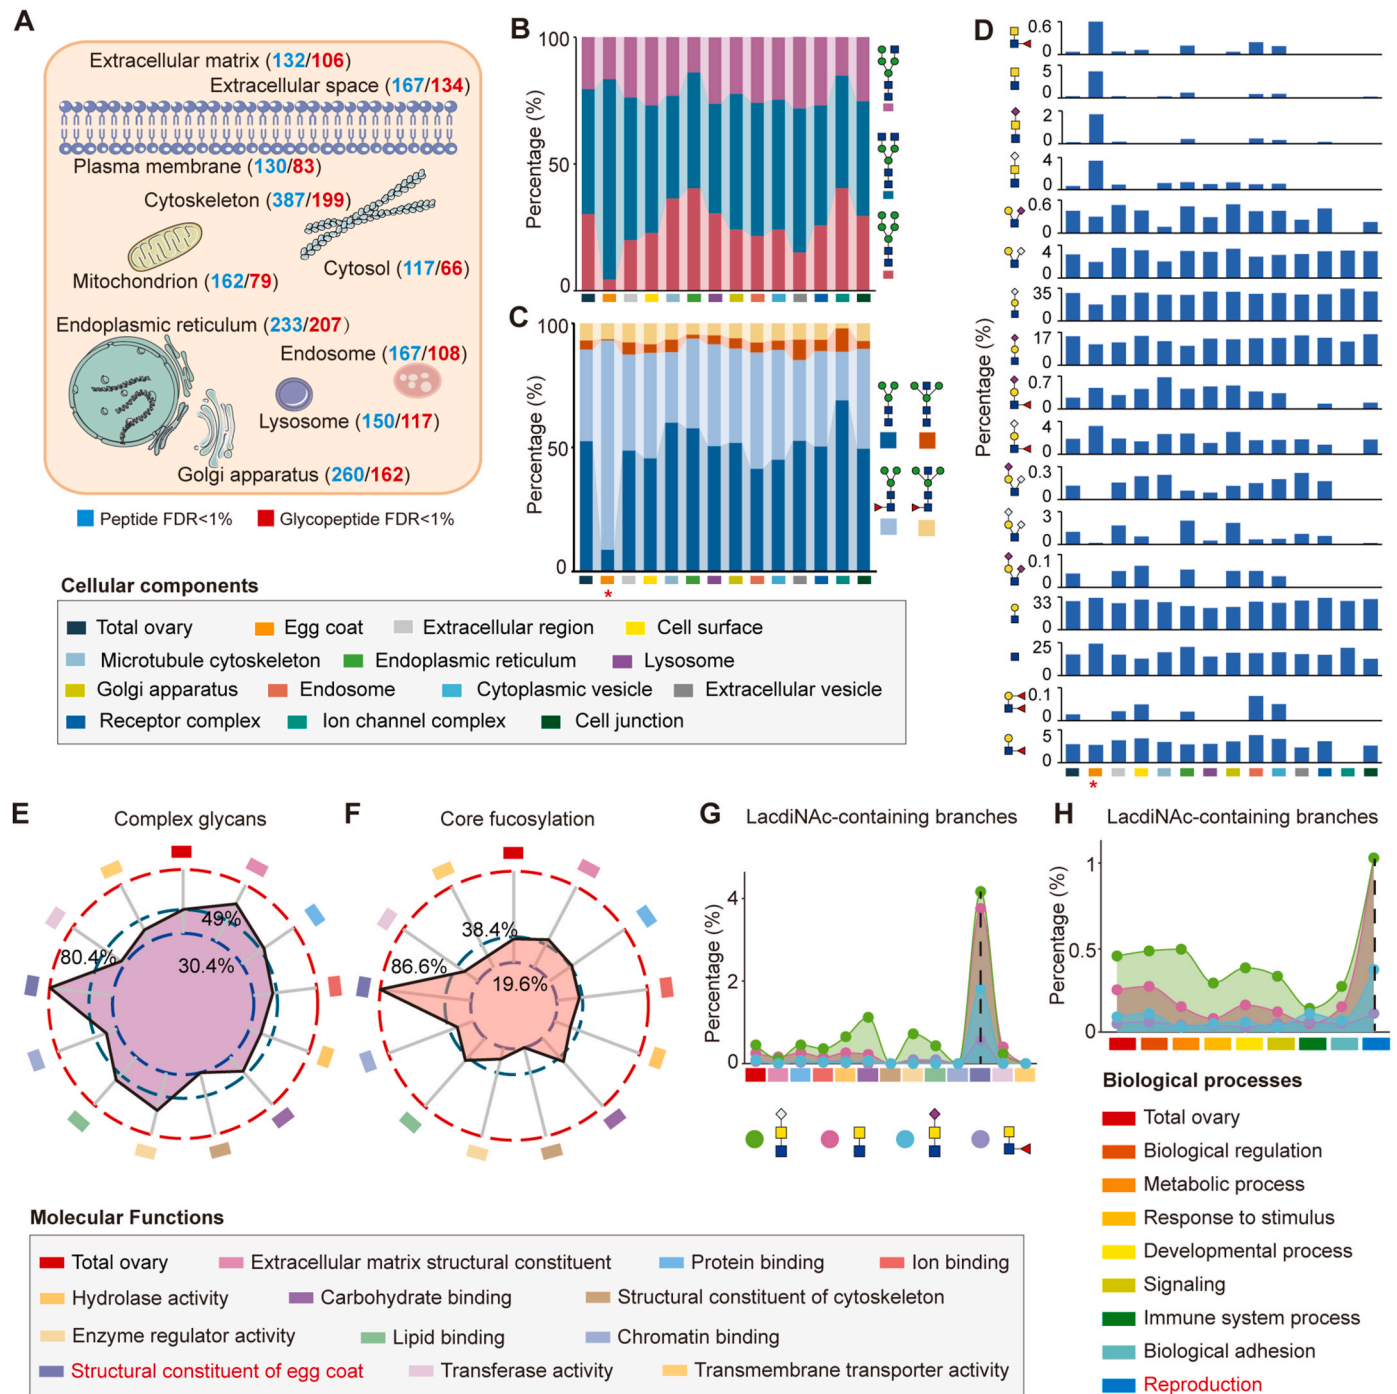 A
Extracellular matrix (132/106)
Extracellular space (167/134)
Plasma membrane (130/83)
Cytoskeleton (387/199)
Cytosol (117/66)
Mitochondrion (162/79)
Endoplasmic reticulum (233/207)
Endosome (167/108)
Lysosome (150/117)
Golgi apparatus (260/162)
Peptide FDR<1%
Glycopeptide FDR<1%
B
100
50
0
Percentage (%)
C
100
50
0
Percentage (%)
*
D
Percentage (%)
0.6
0
5
0
2
0
4
0
0.6
0
4
0
35
0
17
0
0.7
0
4
0
0.3
0
3
0
0.1
0
33
0
25
0
0.1
0
5
0
*
Cellular components
Total ovary
Egg coat
Extracellular region
Cell surface
Microtubule cytoskeleton
Endoplasmic reticulum
Lysosome
Golgi apparatus
Endosome
Cytoplasmic vesicle
Extracellular vesicle
Receptor complex
Ion channel complex
Cell junction
E
Complex glycans
49%
80.4%
30.4%
F
Core fucosylation
38.4%
86.6%
19.6%
G
LacdiNAc-containing branches
Percentage (%)
4
2
0
H
LacdiNAc-containing branches
Percentage (%)
1
0.5
0
Biological processes
Total ovary
Biological regulation
Metabolic process
Response to stimulus
Developmental process
Signaling
Immune system process
Biological adhesion
Reproduction
Molecular Functions
Total ovary
Extracellular matrix structural constituent
Protein binding
Ion binding
Hydrolase activity
Carbohydrate binding
Structural constituent of cytoskeleton
Enzyme regulator activity
Lipid binding
Chromatin binding
Structural constituent of egg coat
Transferase activity
Transmembrane transporter activity